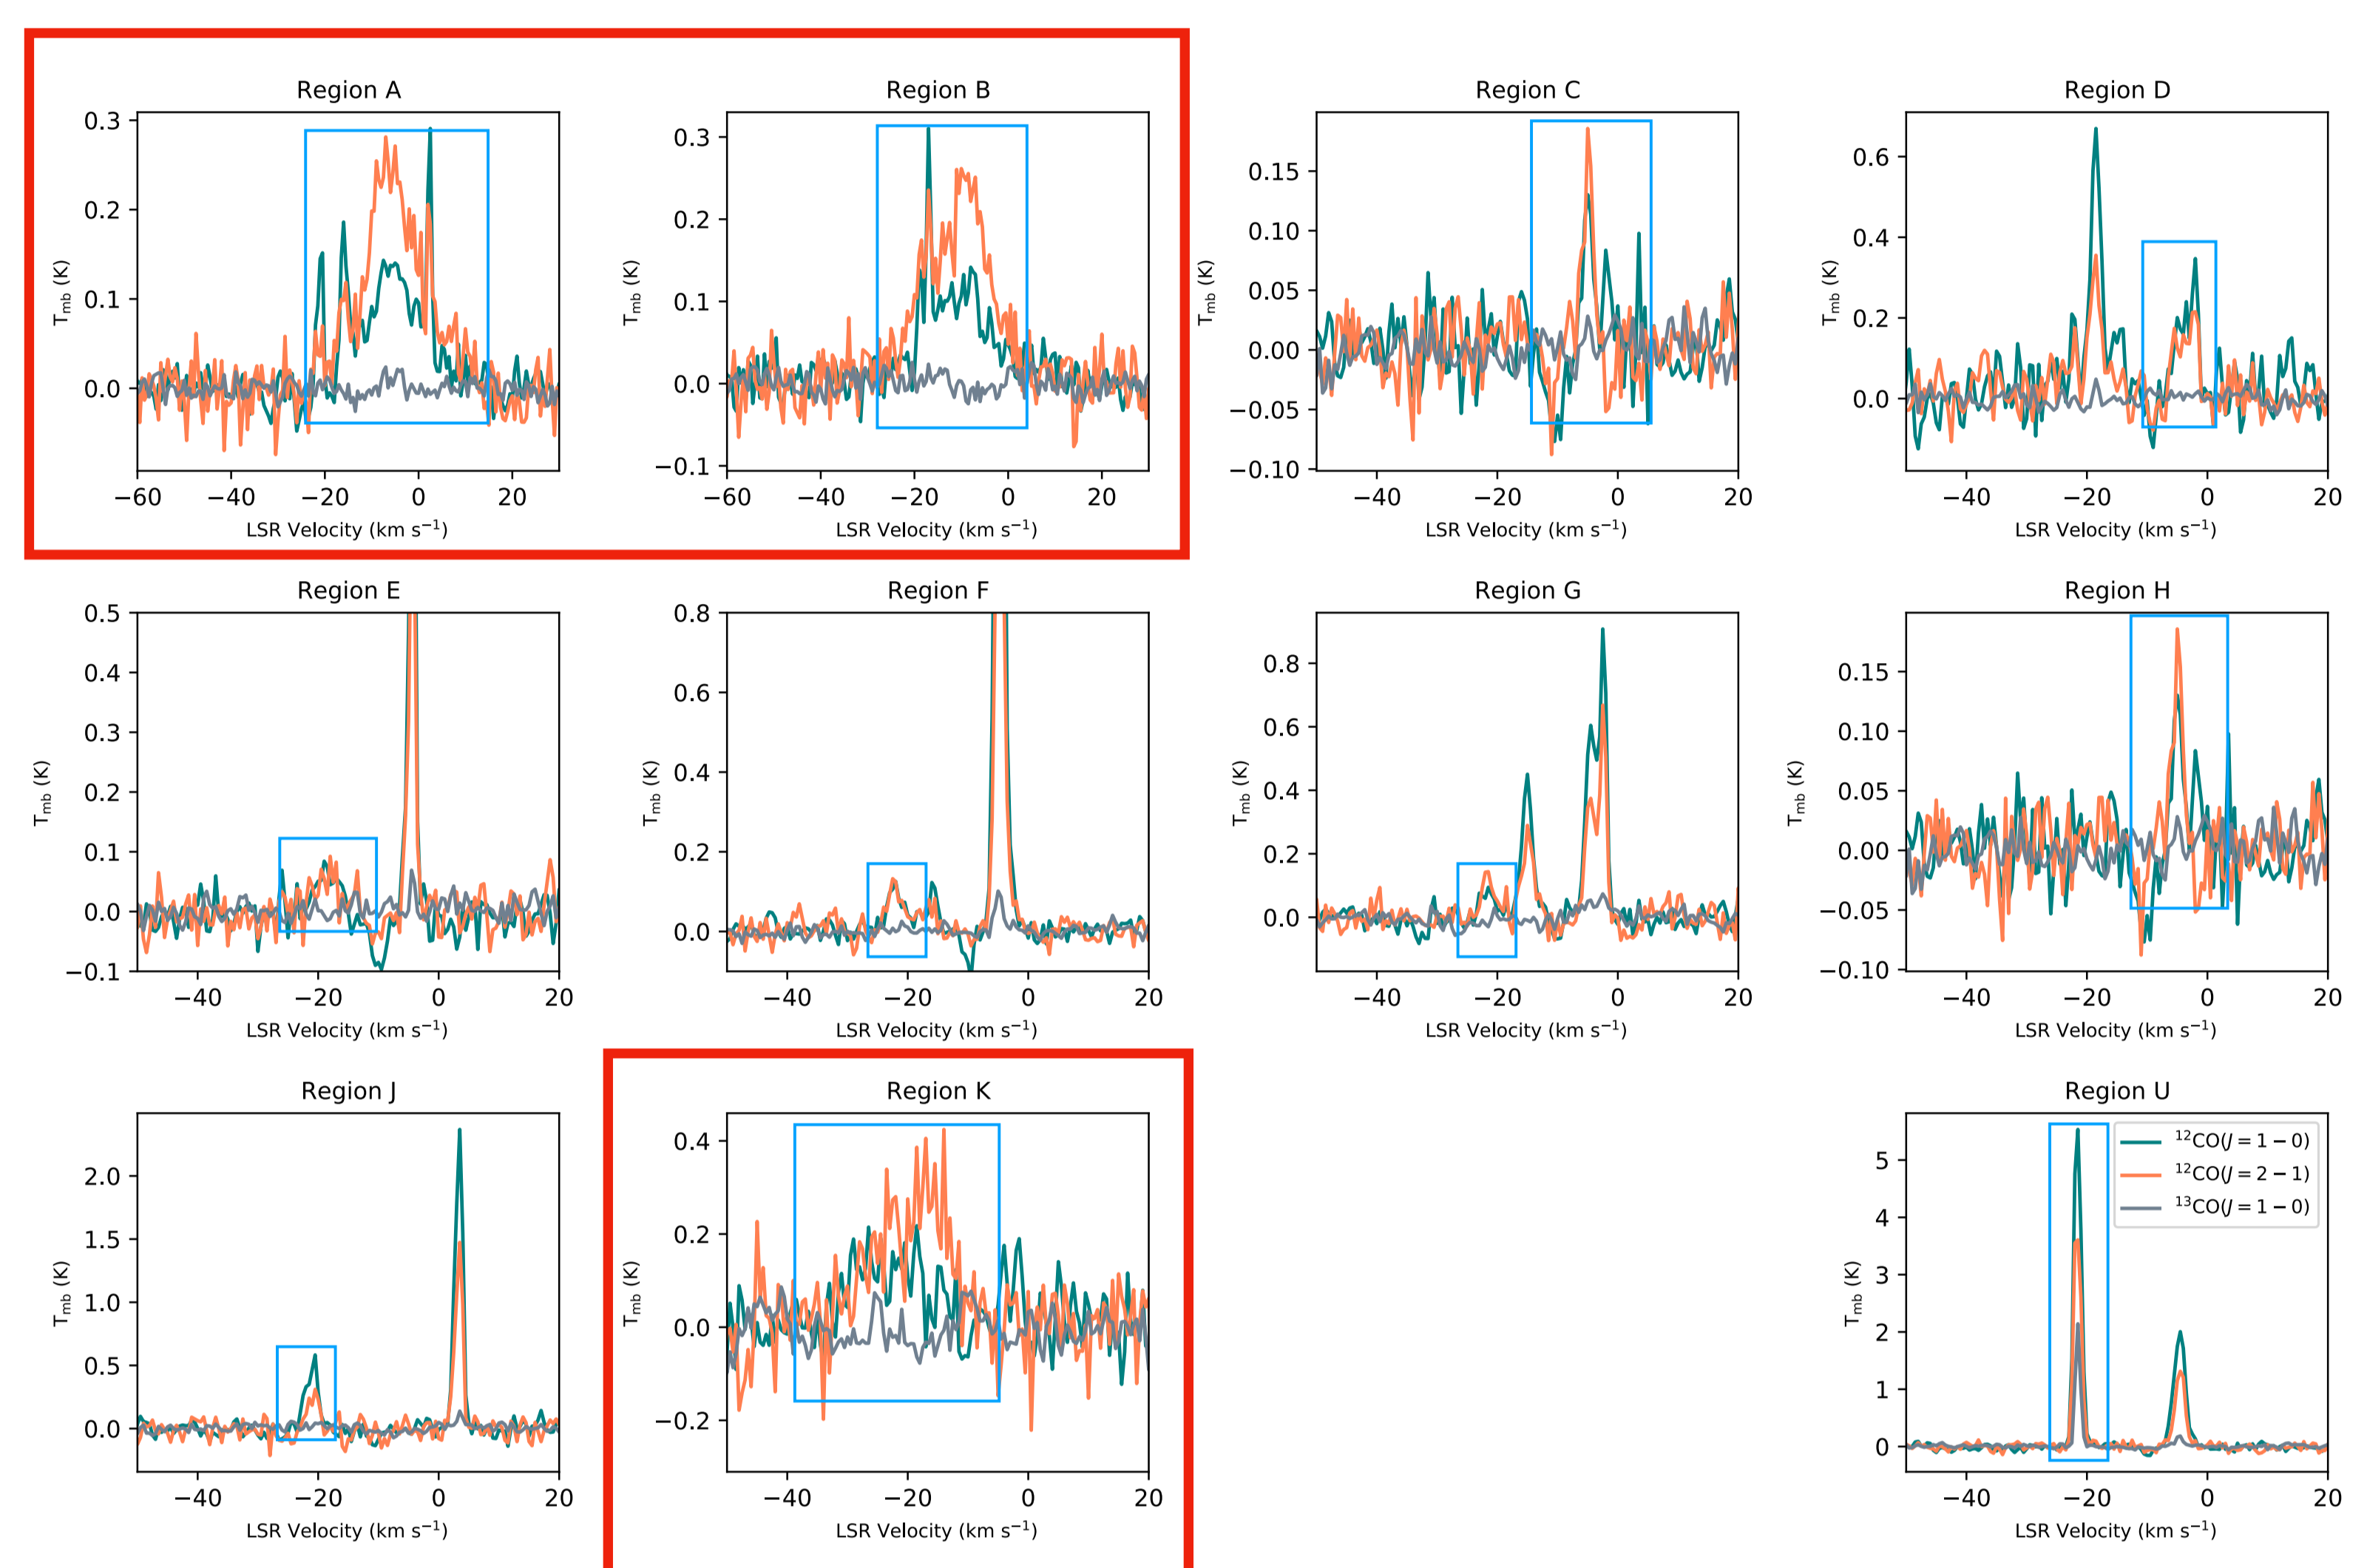 Region A
0.3
0.2
0.1
0.0
T_mb (K)
−60 −40 −20 0 20
LSR Velocity (km s⁻¹)
Region B
0.3
0.2
0.1
0.0
−0.1
T_mb (K)
−60 −40 −20 0 20
LSR Velocity (km s⁻¹)
Region C
0.15
0.10
0.05
0.00
−0.05
−0.10
T_mb (K)
−40 −20 0 20
LSR Velocity (km s⁻¹)
Region D
0.6
0.4
0.2
0.0
T_mb (K)
−40 −20 0 20
LSR Velocity (km s⁻¹)
Region E
0.5
0.4
0.3
0.2
0.1
0.0
−0.1
T_mb (K)
−40 −20 0 20
LSR Velocity (km s⁻¹)
Region F
0.8
0.6
0.4
0.2
0.0
T_mb (K)
−40 −20 0 20
LSR Velocity (km s⁻¹)
Region G
0.8
0.6
0.4
0.2
0.0
T_mb (K)
−40 −20 0 20
LSR Velocity (km s⁻¹)
Region H
0.15
0.10
0.05
0.00
−0.05
−0.10
T_mb (K)
−40 −20 0 20
LSR Velocity (km s⁻¹)
Region J
2.0
1.5
1.0
0.5
0.0
T_mb (K)
−40 −20 0 20
LSR Velocity (km s⁻¹)
Region K
0.4
0.2
0.0
−0.2
T_mb (K)
−40 −20 0 20
LSR Velocity (km s⁻¹)
Region U
¹²CO(J = 1 − 0)
¹²CO(J = 2 − 1)
¹³CO(J = 1 − 0)
5
4
3
2
1
0
T_mb (K)
−40 −20 0 20
LSR Velocity (km s⁻¹)